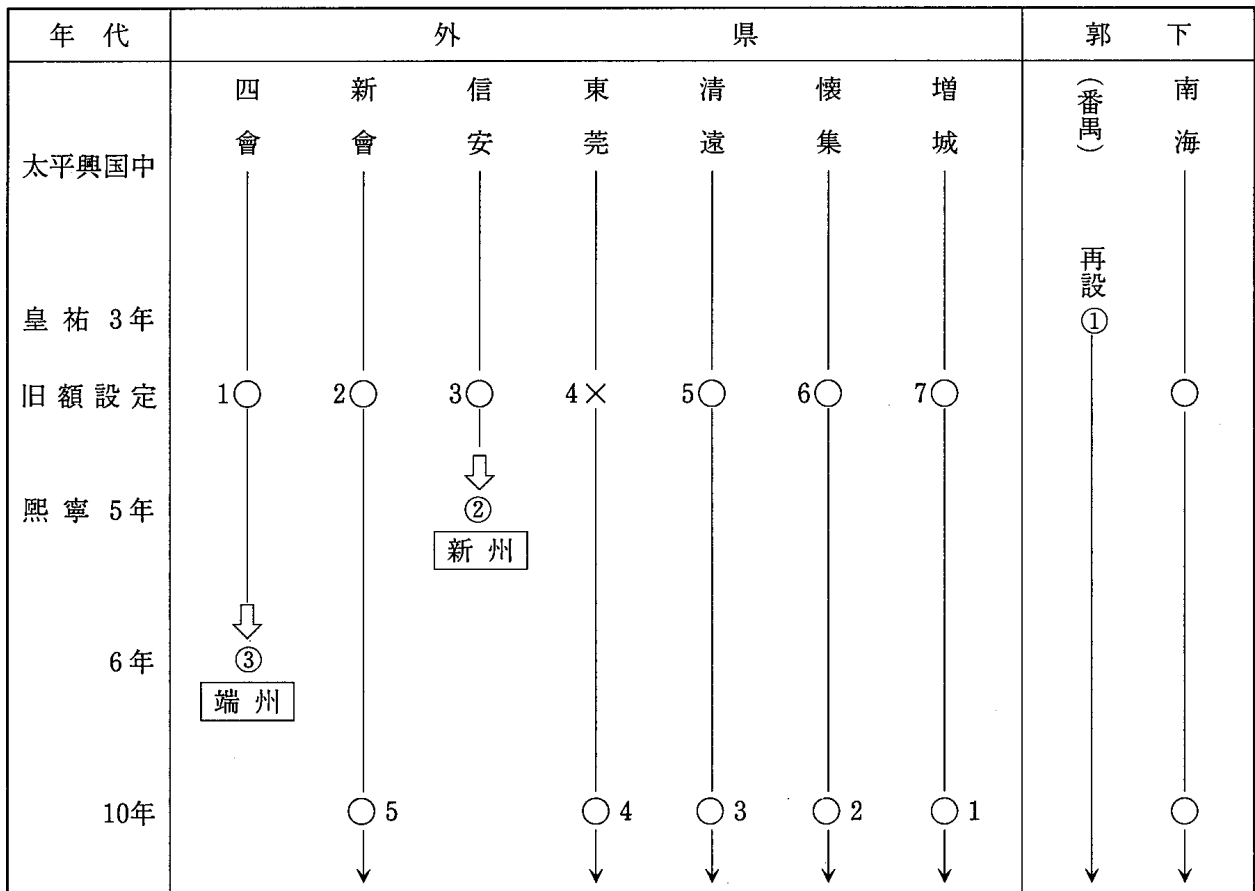 年代 外県 郭下
四會 新會 信安 東莞 清遠 懐集 増城 (番禺) 南海
太平興国中
再設
皇祐 3年 ①
旧額設定 1○ 2○ 3○ 4× 5○ 6○ 7○ ○
熙寧 5年 ②
新州
6年 ③
端州
10年 ○5 ○4 ○3 ○2 ○1 ○